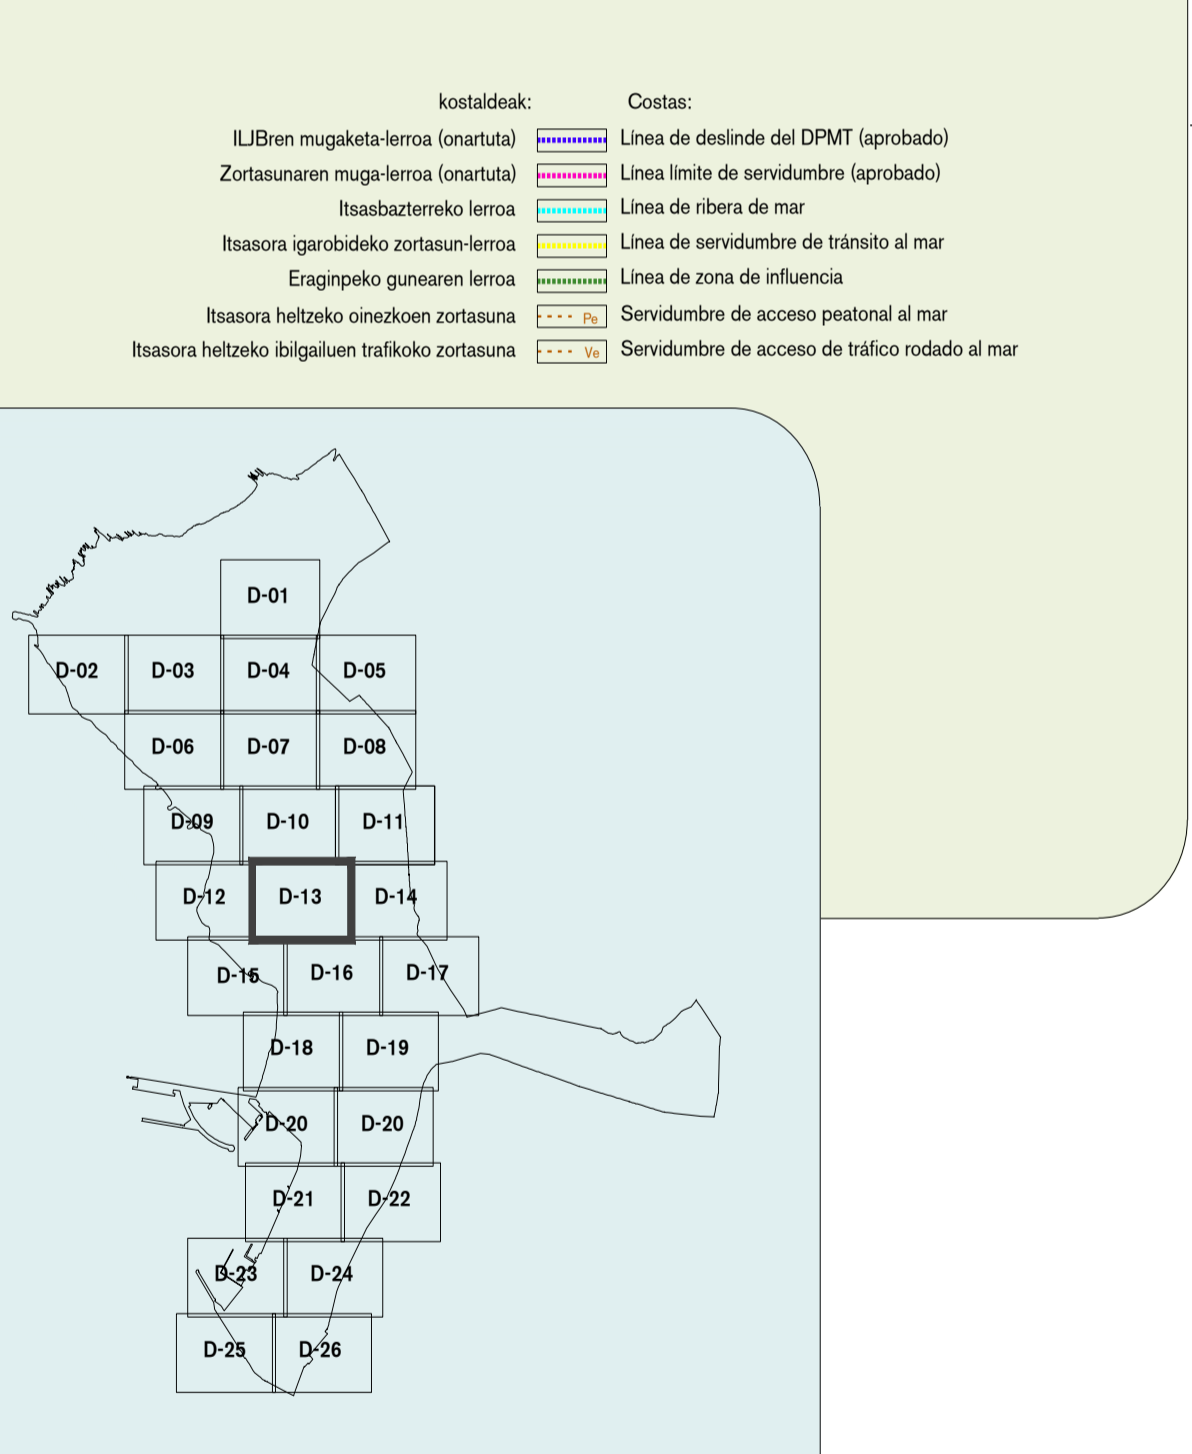 kostaldeak: Costas:
ILJBren mugaketa-lerroa (onartuta) Línea de deslinde del DPMT (aprobado)
Zortasunaren muga-lerroa (onartuta) Línea límite de servidumbre (aprobado)
Itsasbazterreko lerroa Línea de ribera de mar
Itsasora igarobideko zortasun-lerroa Línea de servidumbre de tránsito al mar
Eraginpeko gunearen lerroa Línea de zona de influencia
Itsasora heltzeko oinezkoen zortasuna Pe Servidumbre de acceso peatonal al mar
Itsasora heltzeko ibilgailuen trafikoko zortasuna Ve Servidumbre de acceso de tráfico rodado al mar
D-01
D-02 D-03 D-04 D-05
D-06 D-07 D-08
D-09 D-10 D-11
D-12 D-13 D-14
D-15 D-16 D-17
D-18 D-19
D-20 D-20
D-21 D-22
D-23 D-24
D-25 D-26